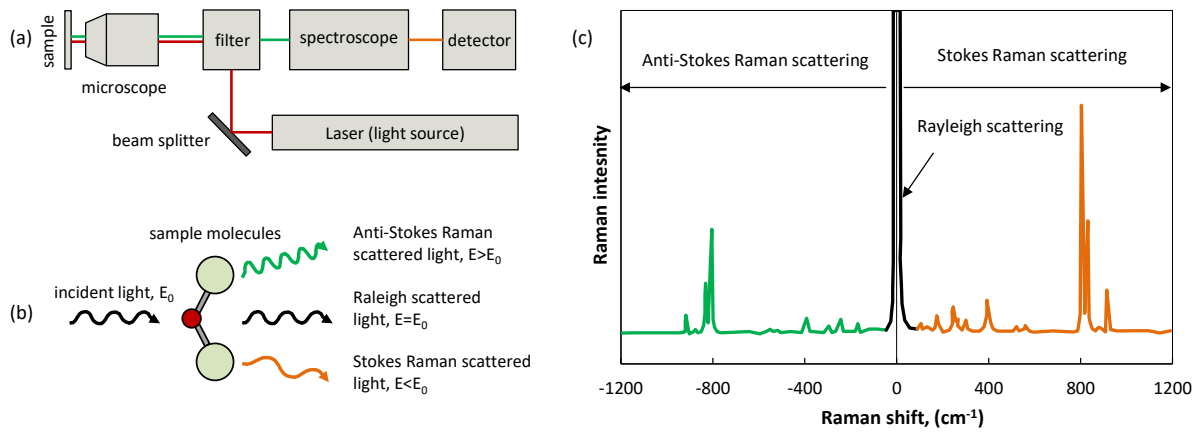 (a)
sample
microscope
filter
spectroscope
detector
beam splitter
Laser (light source)
(b)
sample molecules
incident light, E₀
Anti-Stokes Raman
scattered light, E>E₀
Raleigh scattered
light, E=E₀
Stokes Raman scattered
light, E<E₀
(c)
Raman intesnity
Anti-Stokes Raman scattering
Stokes Raman scattering
Rayleigh scattering
-1200 -800 -400 0 400 800 1200
Raman shift, (cm⁻¹)